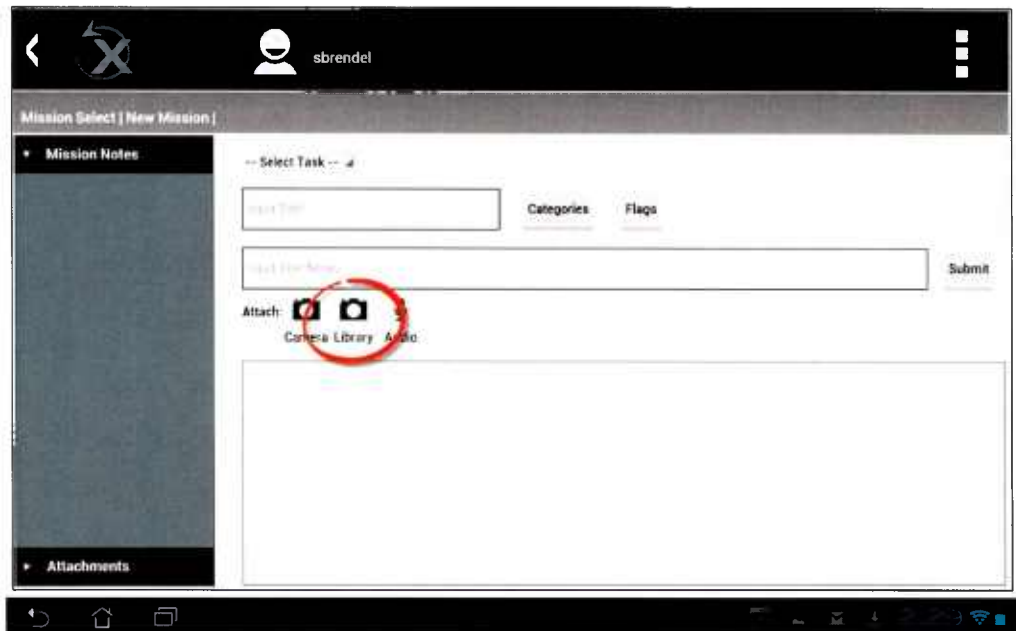 X
sbrendel
Mission Select | New Mission |
Mission Notes
-- Select Task --
Categories Flags
Submit
Attach:
Camera Library Audio
Attachments